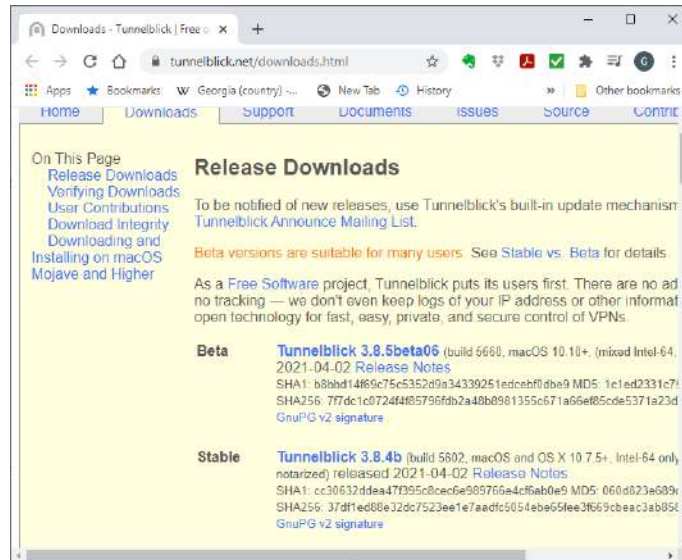 Downloads - Tunnelblick | Free
tunnelblick.net/downloads.html
G
Apps Bookmarks W Georgia (country) -... New Tab History » Other bookmarks
Home Downloads Support Documents Issues Source Contrib
On This Page
Release Downloads
Verifying Downloads
User Contributions
Download Integrity
Downloading and
Installing on macOS
Mojave and Higher
Release Downloads
To be notified of new releases, use Tunnelblick's built-in update mechanism
Tunnelblick Announce Mailing List.
Beta versions are suitable for many users. See Stable vs. Beta for details.
As a Free Software project, Tunnelblick puts its users first. There are no ad
no tracking — we don't even keep logs of your IP address or other informat
open technology for fast, easy, private, and secure control of VPNs.
Beta Tunnelblick 3.8.5beta06 (build 5660, macOS 10.10+, (mixed Intel-64,
2021-04-02 Release Notes
SHA1: MD5:
SHA256:
GnuPG v2 signature
Stable Tunnelblick 3.8.4b (build 5602, macOS and OS X 10.7.5+, Intel-64 only
notarized) released 2021-04-02 Release Notes
SHA1: MD5:
SHA256:
GnuPG v2 signature